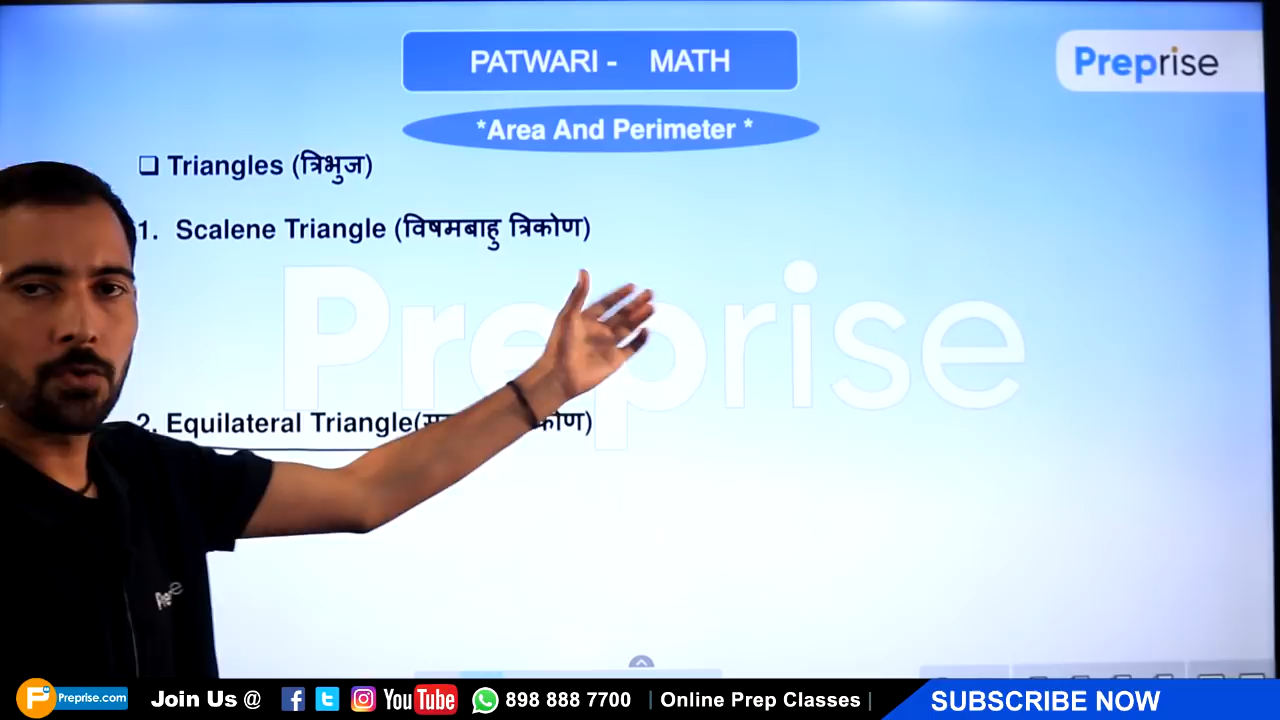 PATWARI - MATH
Preprise
*Area And Perimeter *
❑ Triangles (त्रिभुज)
1. Scalene Triangle (विषमबाहु त्रिकोण)
Preprise
2. Equilateral Triangle(
Preprise.com
Join Us @
YouTube
898 888 7700
Online Prep Classes
SUBSCRIBE NOW